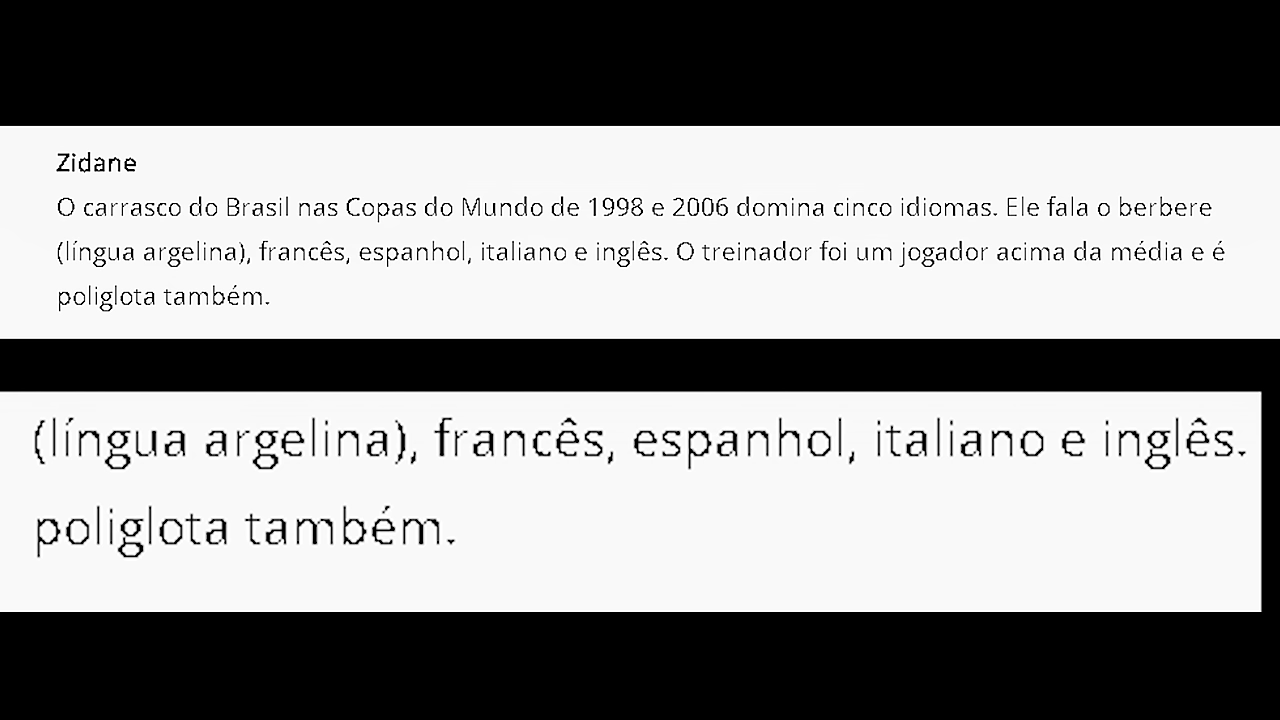 Zidane
O carrasco do Brasil nas Copas do Mundo de 1998 e 2006 domina cinco idiomas. Ele fala o berbere
(língua argelina), francês, espanhol, italiano e inglês. O treinador foi um jogador acima da média e é
poliglota também.
(língua argelina), francês, espanhol, italiano e inglês.
poliglota também.